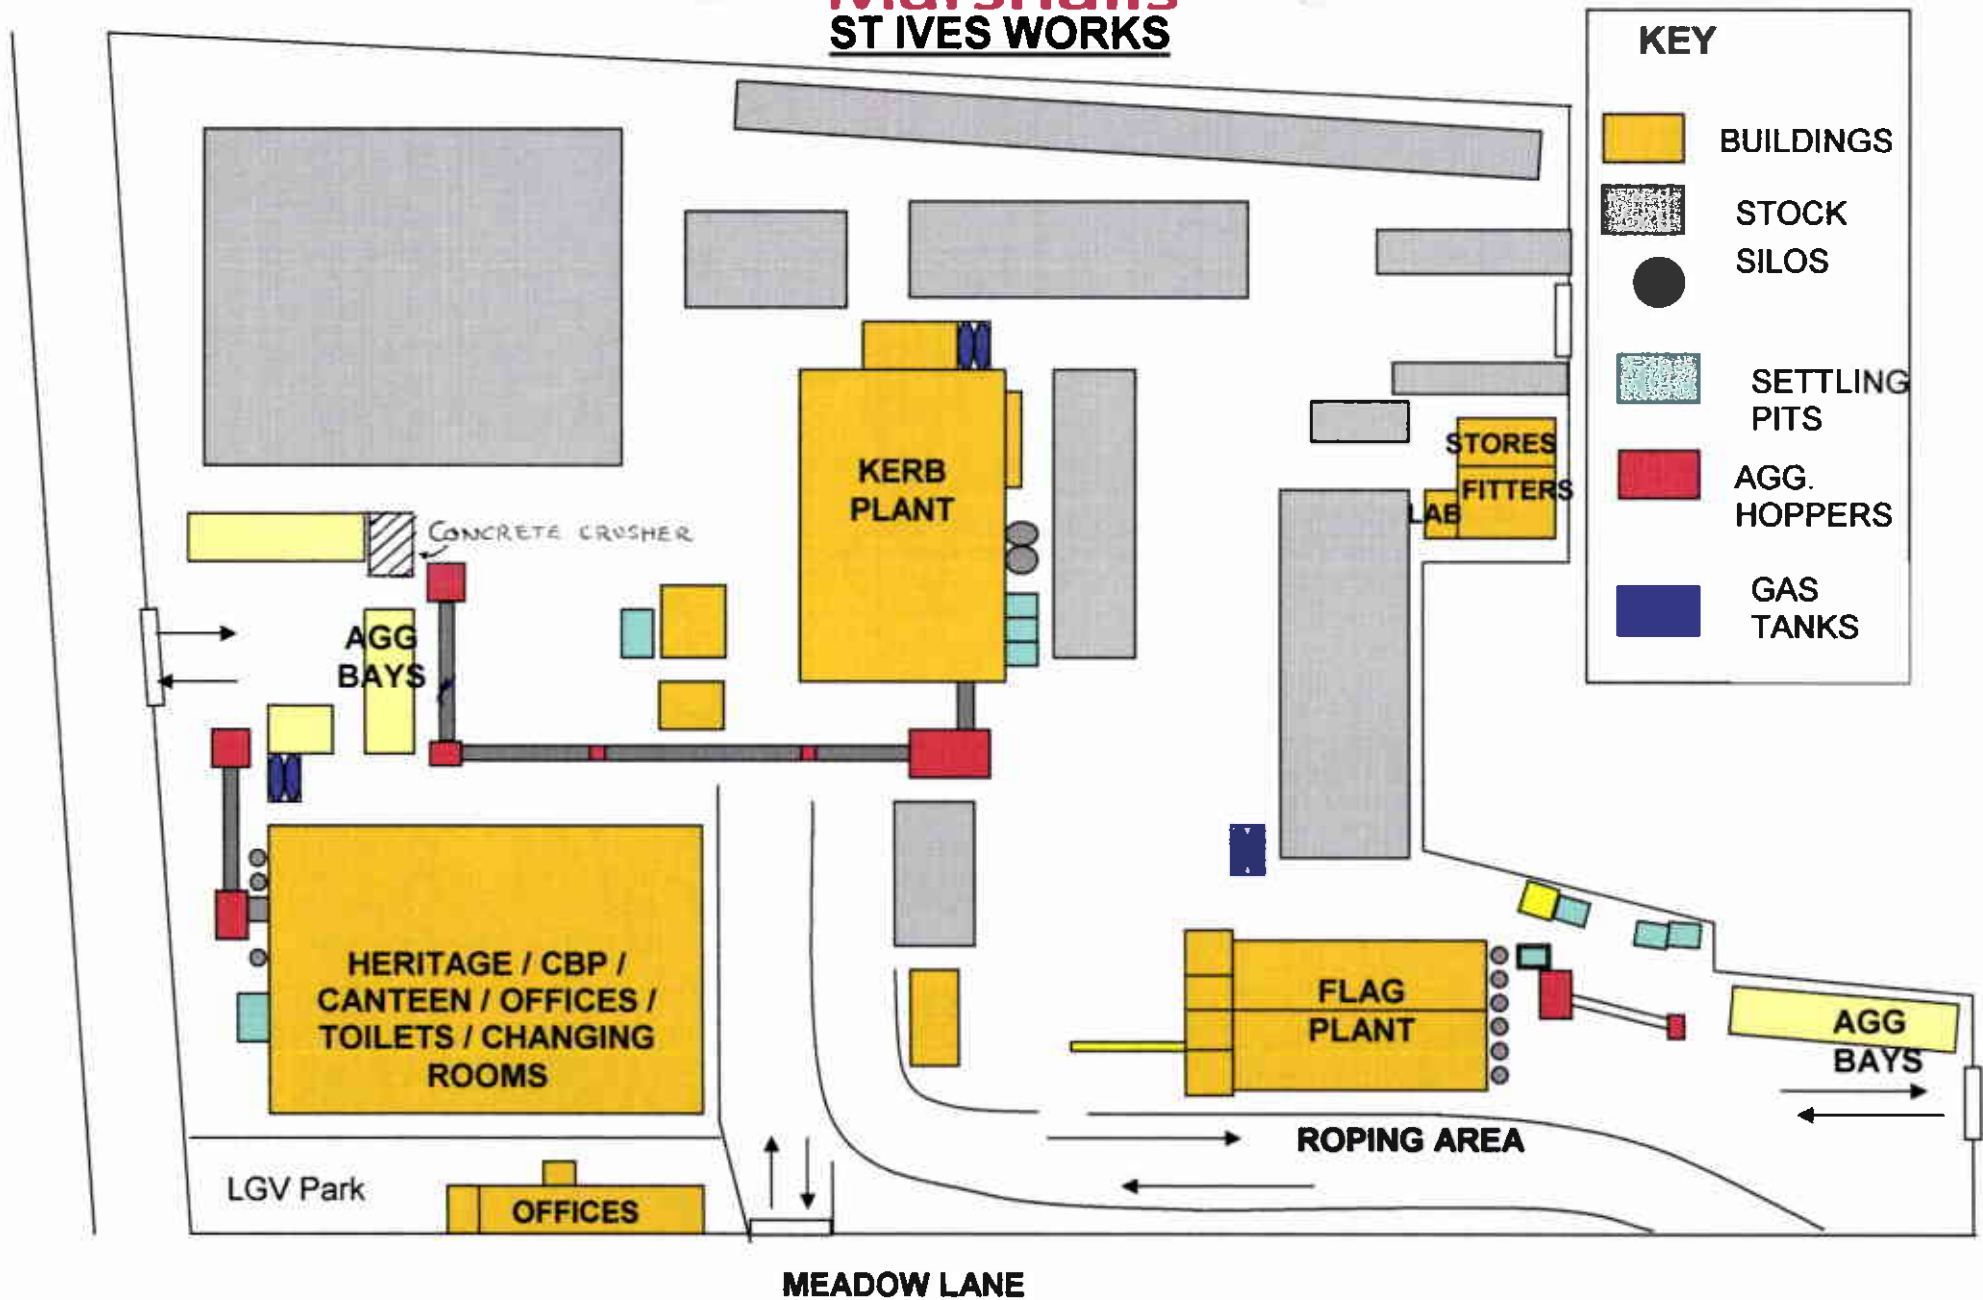 Marshalls
ST IVES WORKS
KEY
BUILDINGS
STOCK
SILOS
SETTLING
PITS
AGG.
HOPPERS
GAS
TANKS
KERB
PLANT
STORES
FITTERS
LAB
CONCRETE CRUSHER
AGG
BAYS
HERITAGE / CBP /
CANTEEN / OFFICES /
TOILETS / CHANGING
ROOMS
FLAG
PLANT
AGG
BAYS
ROPING AREA
LGV Park
OFFICES
MEADOW LANE